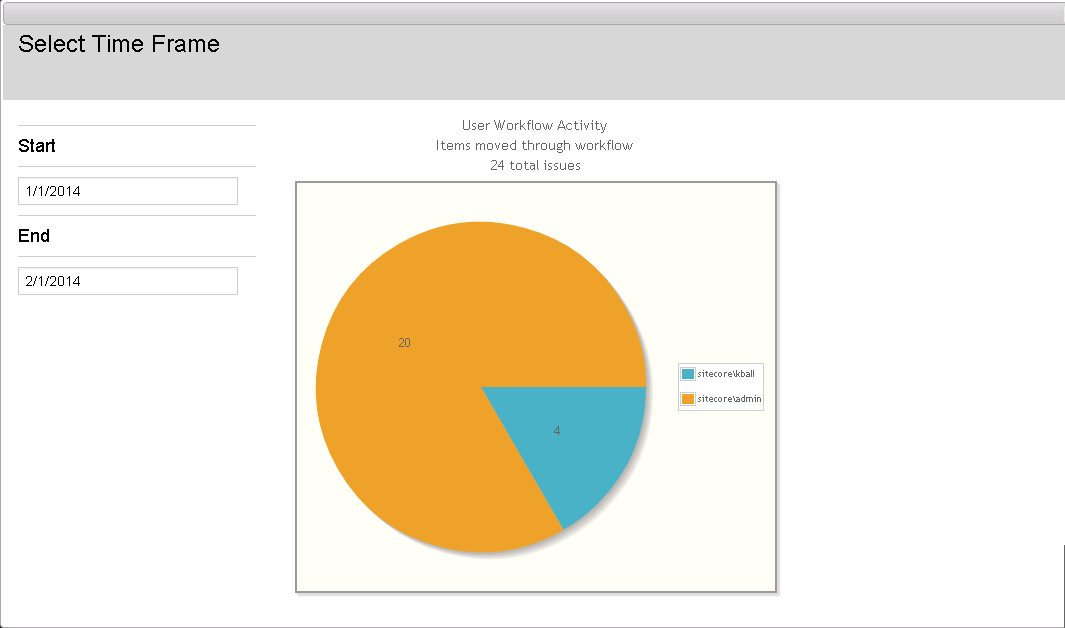 Select Time Frame
Start
1/1/2014
End
2/1/2014
User Workflow Activity
Items moved through workflow
24 total issues
20
4
sitecore\kball
sitecore\admin